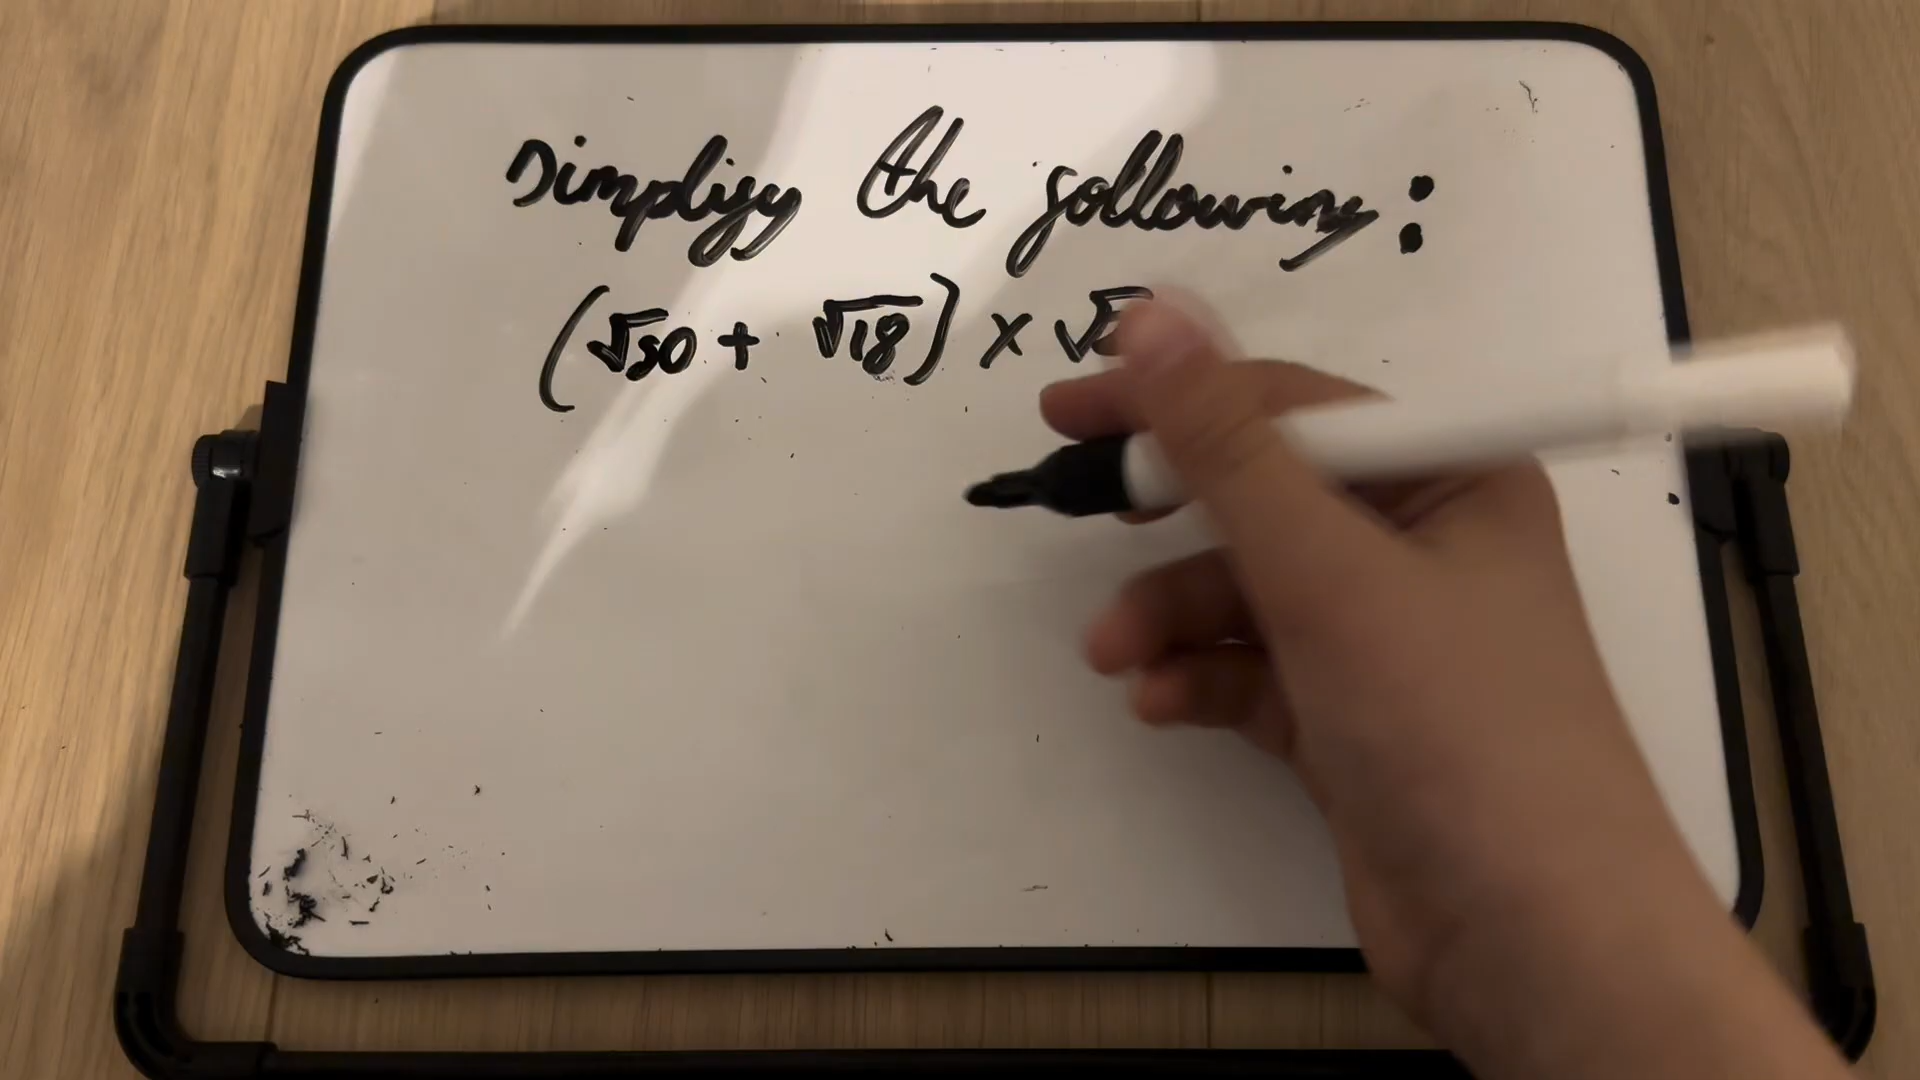 Simplify the following:
(√50 + √18) × √